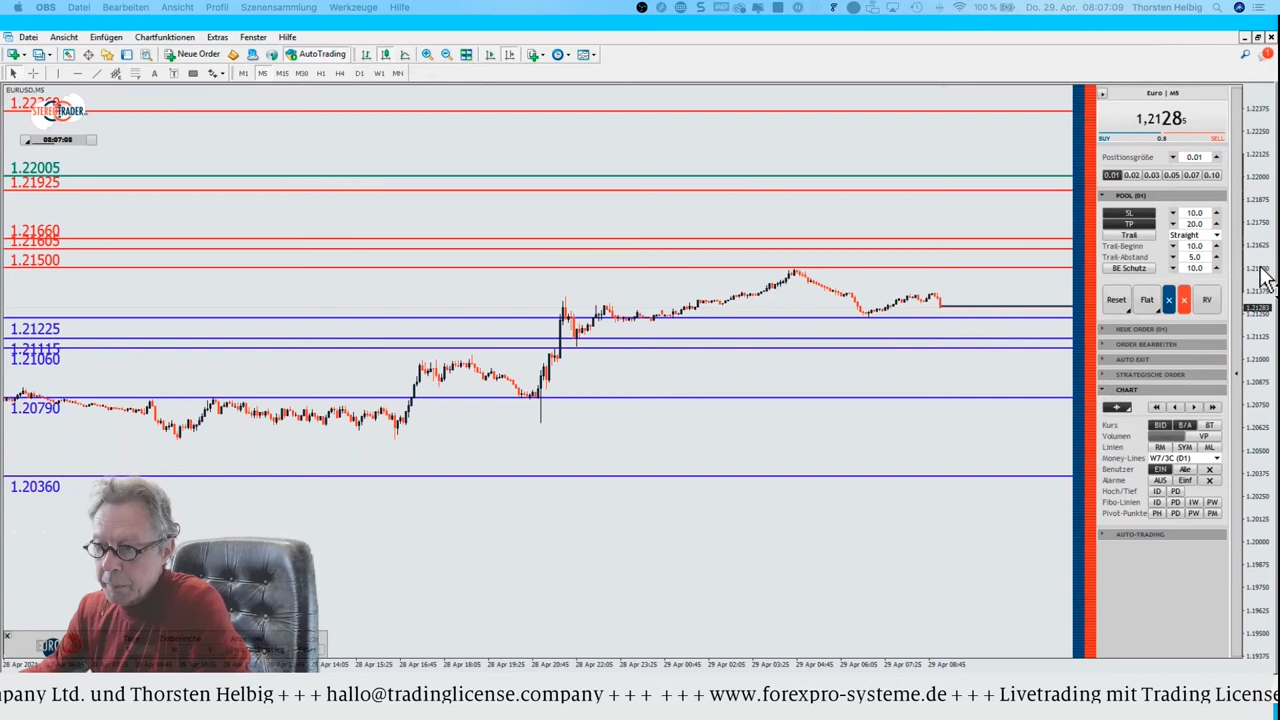 OBS Datei Bearbeiten Ansicht Profil Szenensammlung Werkzeuge Hilfe 100 % Do. 29. Apr. 08:07:09 Thorsten Helbig
Datei Ansicht Einfügen Chartfunktionen Extras Fenster Hilfe
Neue Order AutoTrading
A T M1 M5 M15 M30 H1 H4 D1 W1 MN
EURUSD,M5
STEREOTRADER
08:07:08
1.22005
1.21925
1.21660
1.21605
1.21500
1.21225
1.21115
1.21060
1.20790
1.20360
Euro | M5
1,21285
BUY 0.8 SELL
Positionsgröße 0.01
0.01 0.02 0.03 0.05 0.07 0.10
POOL (01)
SL 10.0
TP 20.0
Trail Straight
Trail-Beginn 10.0
Trail-Abstand 5.0
BE Schutz 10.0
Reset Flat × × RV
NEUE ORDER (01)
ORDER BEARBEITEN
AUTO EXIT
STRATEGISCHE ORDER
CHART
Kurs BID B/A BT
Volumen VP
Linien RM SYM ML
Money-Lines W7/3C (D1)
Benutzer EIN Alle X
Alarme AUS Einf X
Hoch/Tief ID PD
Fibo-Linien ID PD IW PW
Pivot-Punkte PH PD PW PM
AUTO-TRADING
1.22375
1.22250
1.22125
1.22000
1.21875
1.21750
1.21625
1.21375
1.21283
1.21250
1.21125
1.21000
1.20875
1.20750
1.20625
1.20500
1.20375
1.20250
1.20125
1.20000
1.19875
1.19750
1.19625
1.19500
1.19375
28 Apr 14:05 28 Apr 15:25 28 Apr 16:45 28 Apr 18:05 28 Apr 19:25 28 Apr 20:45 28 Apr 22:05 28 Apr 23:25 29 Apr 00:45 29 Apr 02:05 29 Apr 03:25 29 Apr 04:45 29 Apr 06:05 29 Apr 07:25 29 Apr 08:45
mpany Ltd. und Thorsten Helbig +++ hallo@tradinglicense.company +++ +++ www.forexpro-systeme.de +++ Livetrading mit Trading License